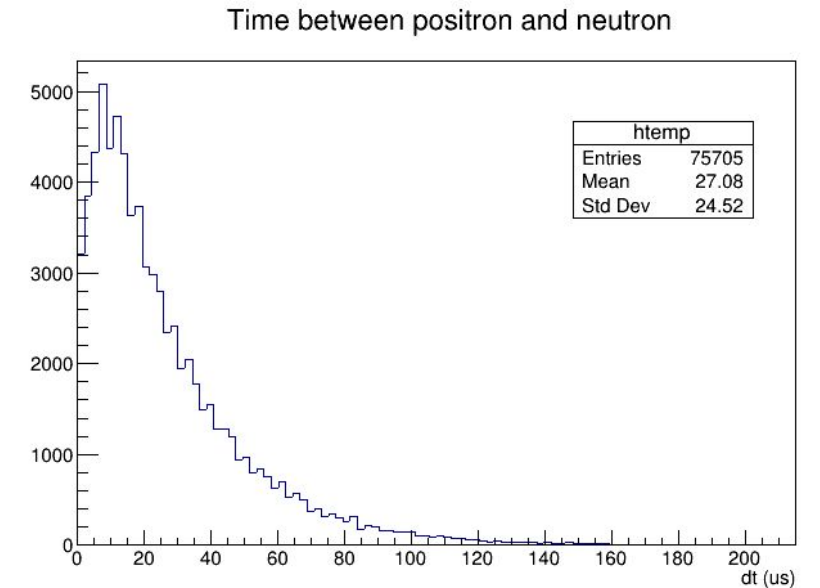 Time between positron and neutron
htemp
Entries 75705
Mean 27.08
Std Dev 24.52
5000
4000
3000
2000
1000
0
0 20 40 60 80 100 120 140 160 180 200
dt (us)